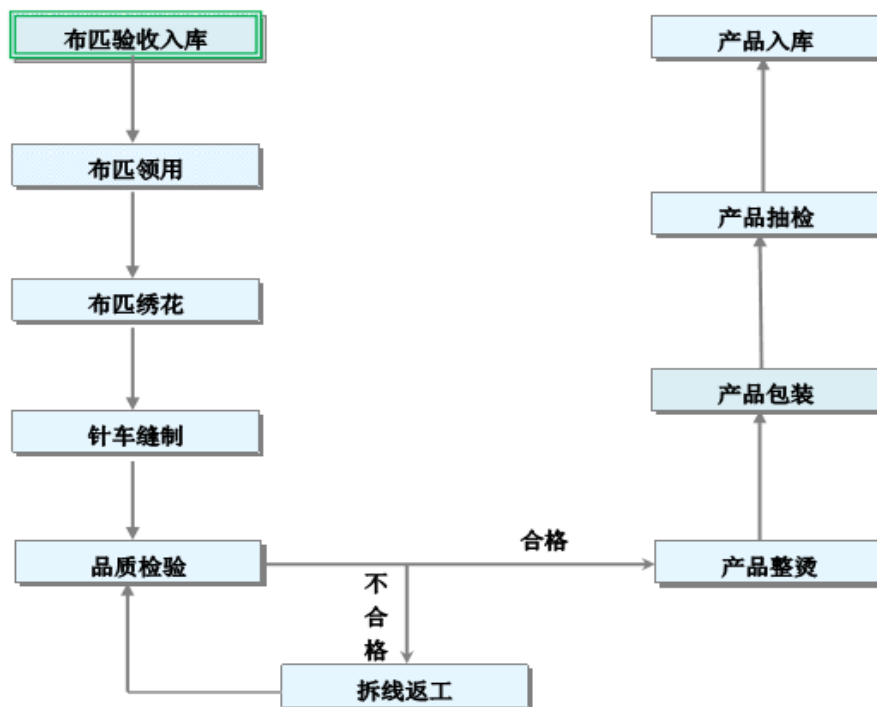 布匹验收入库
布匹领用
布匹绣花
针车缝制
品质检验
不合格
拆线返工
合格
产品整烫
产品包装
产品抽检
产品入库